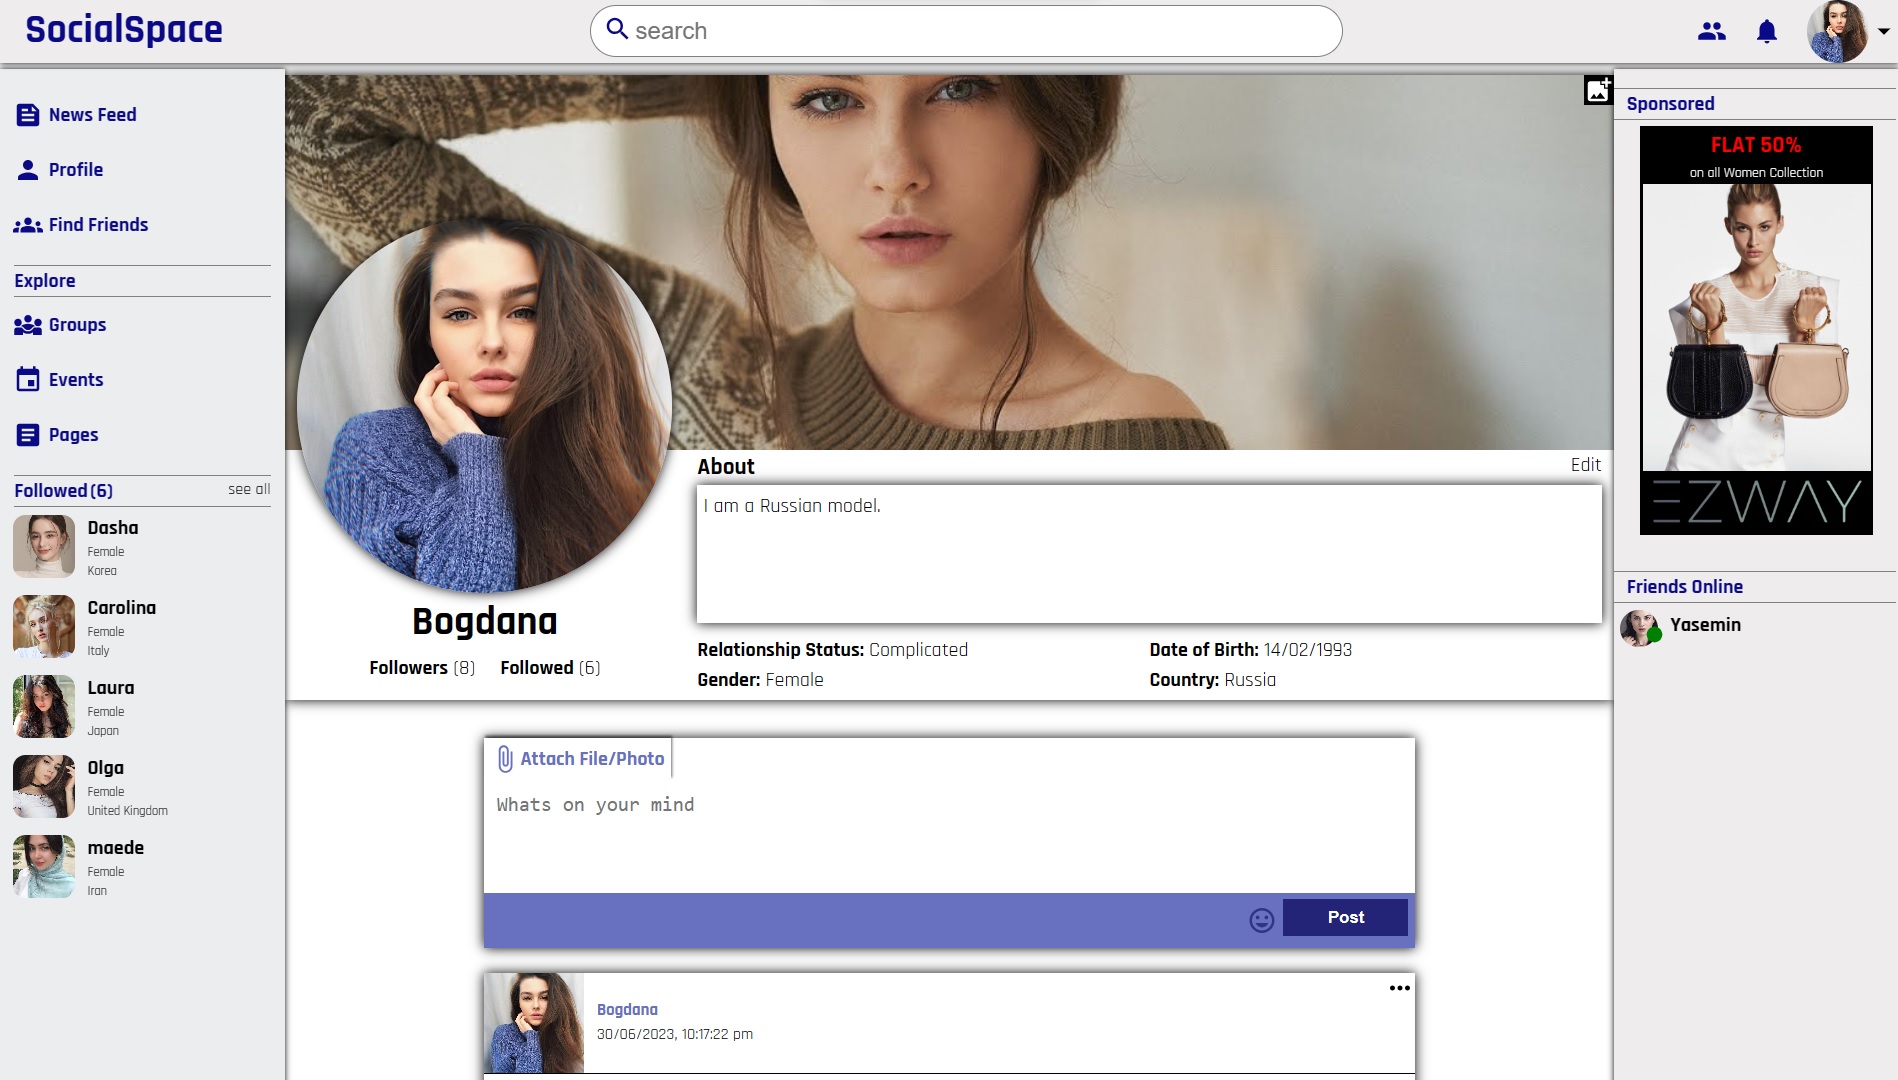 SocialSpace
search
News Feed
Profile
Find Friends
Explore
Groups
Events
Pages
Followed (6)
see all
Dasha
Female
Korea
Carolina
Female
Italy
Laura
Female
Japan
Olga
Female
United Kingdom
maede
Female
Iran
Bogdana
Followers (8) Followed (6)
About
Edit
I am a Russian model.
Relationship Status: Complicated
Date of Birth: 14/02/1993
Gender: Female
Country: Russia
Attach File/Photo
Whats on your mind
Post
Bogdana
30/06/2023, 10:17:22 pm
Sponsored
FLAT 50%
on all Women Collection
EZWAY
Friends Online
Yasemin